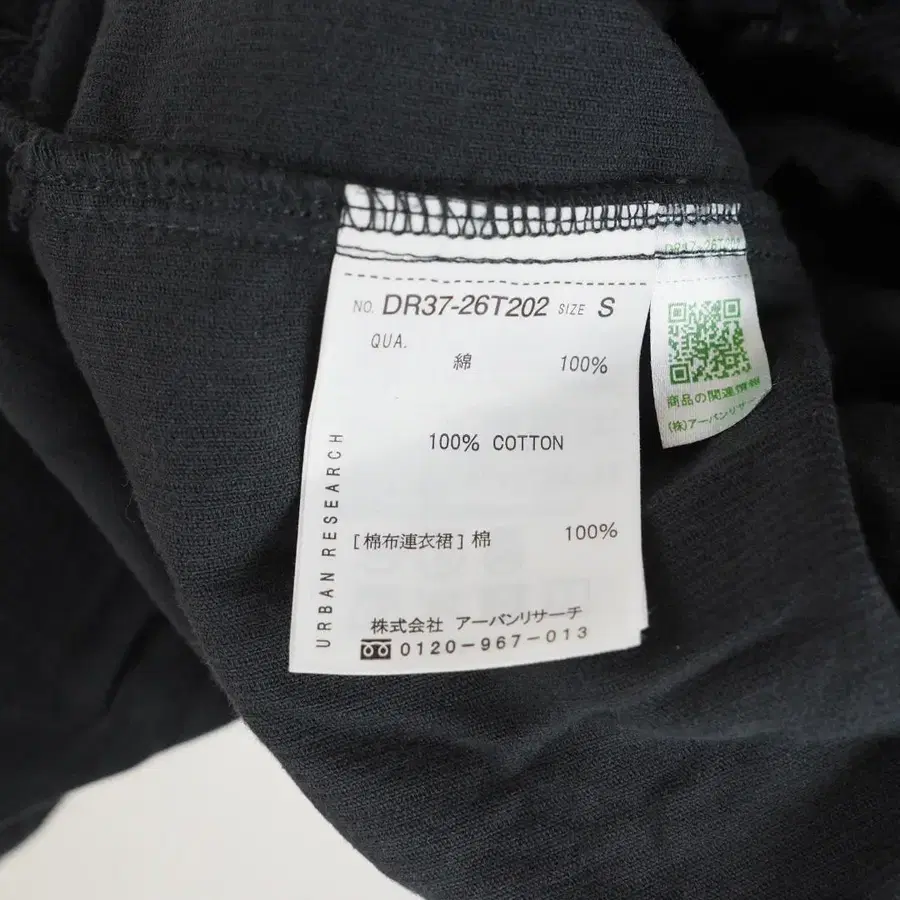 NO. DR37-26T202 SIZE S
QUA.
綿 100%
100% COTTON
[棉布連衣裙] 棉 100%
URBAN RESEARCH
株式会社 アーバンリサーチ
0120-967-013
DR37-26T202
商品の関連情報
(株)アーバンリサー